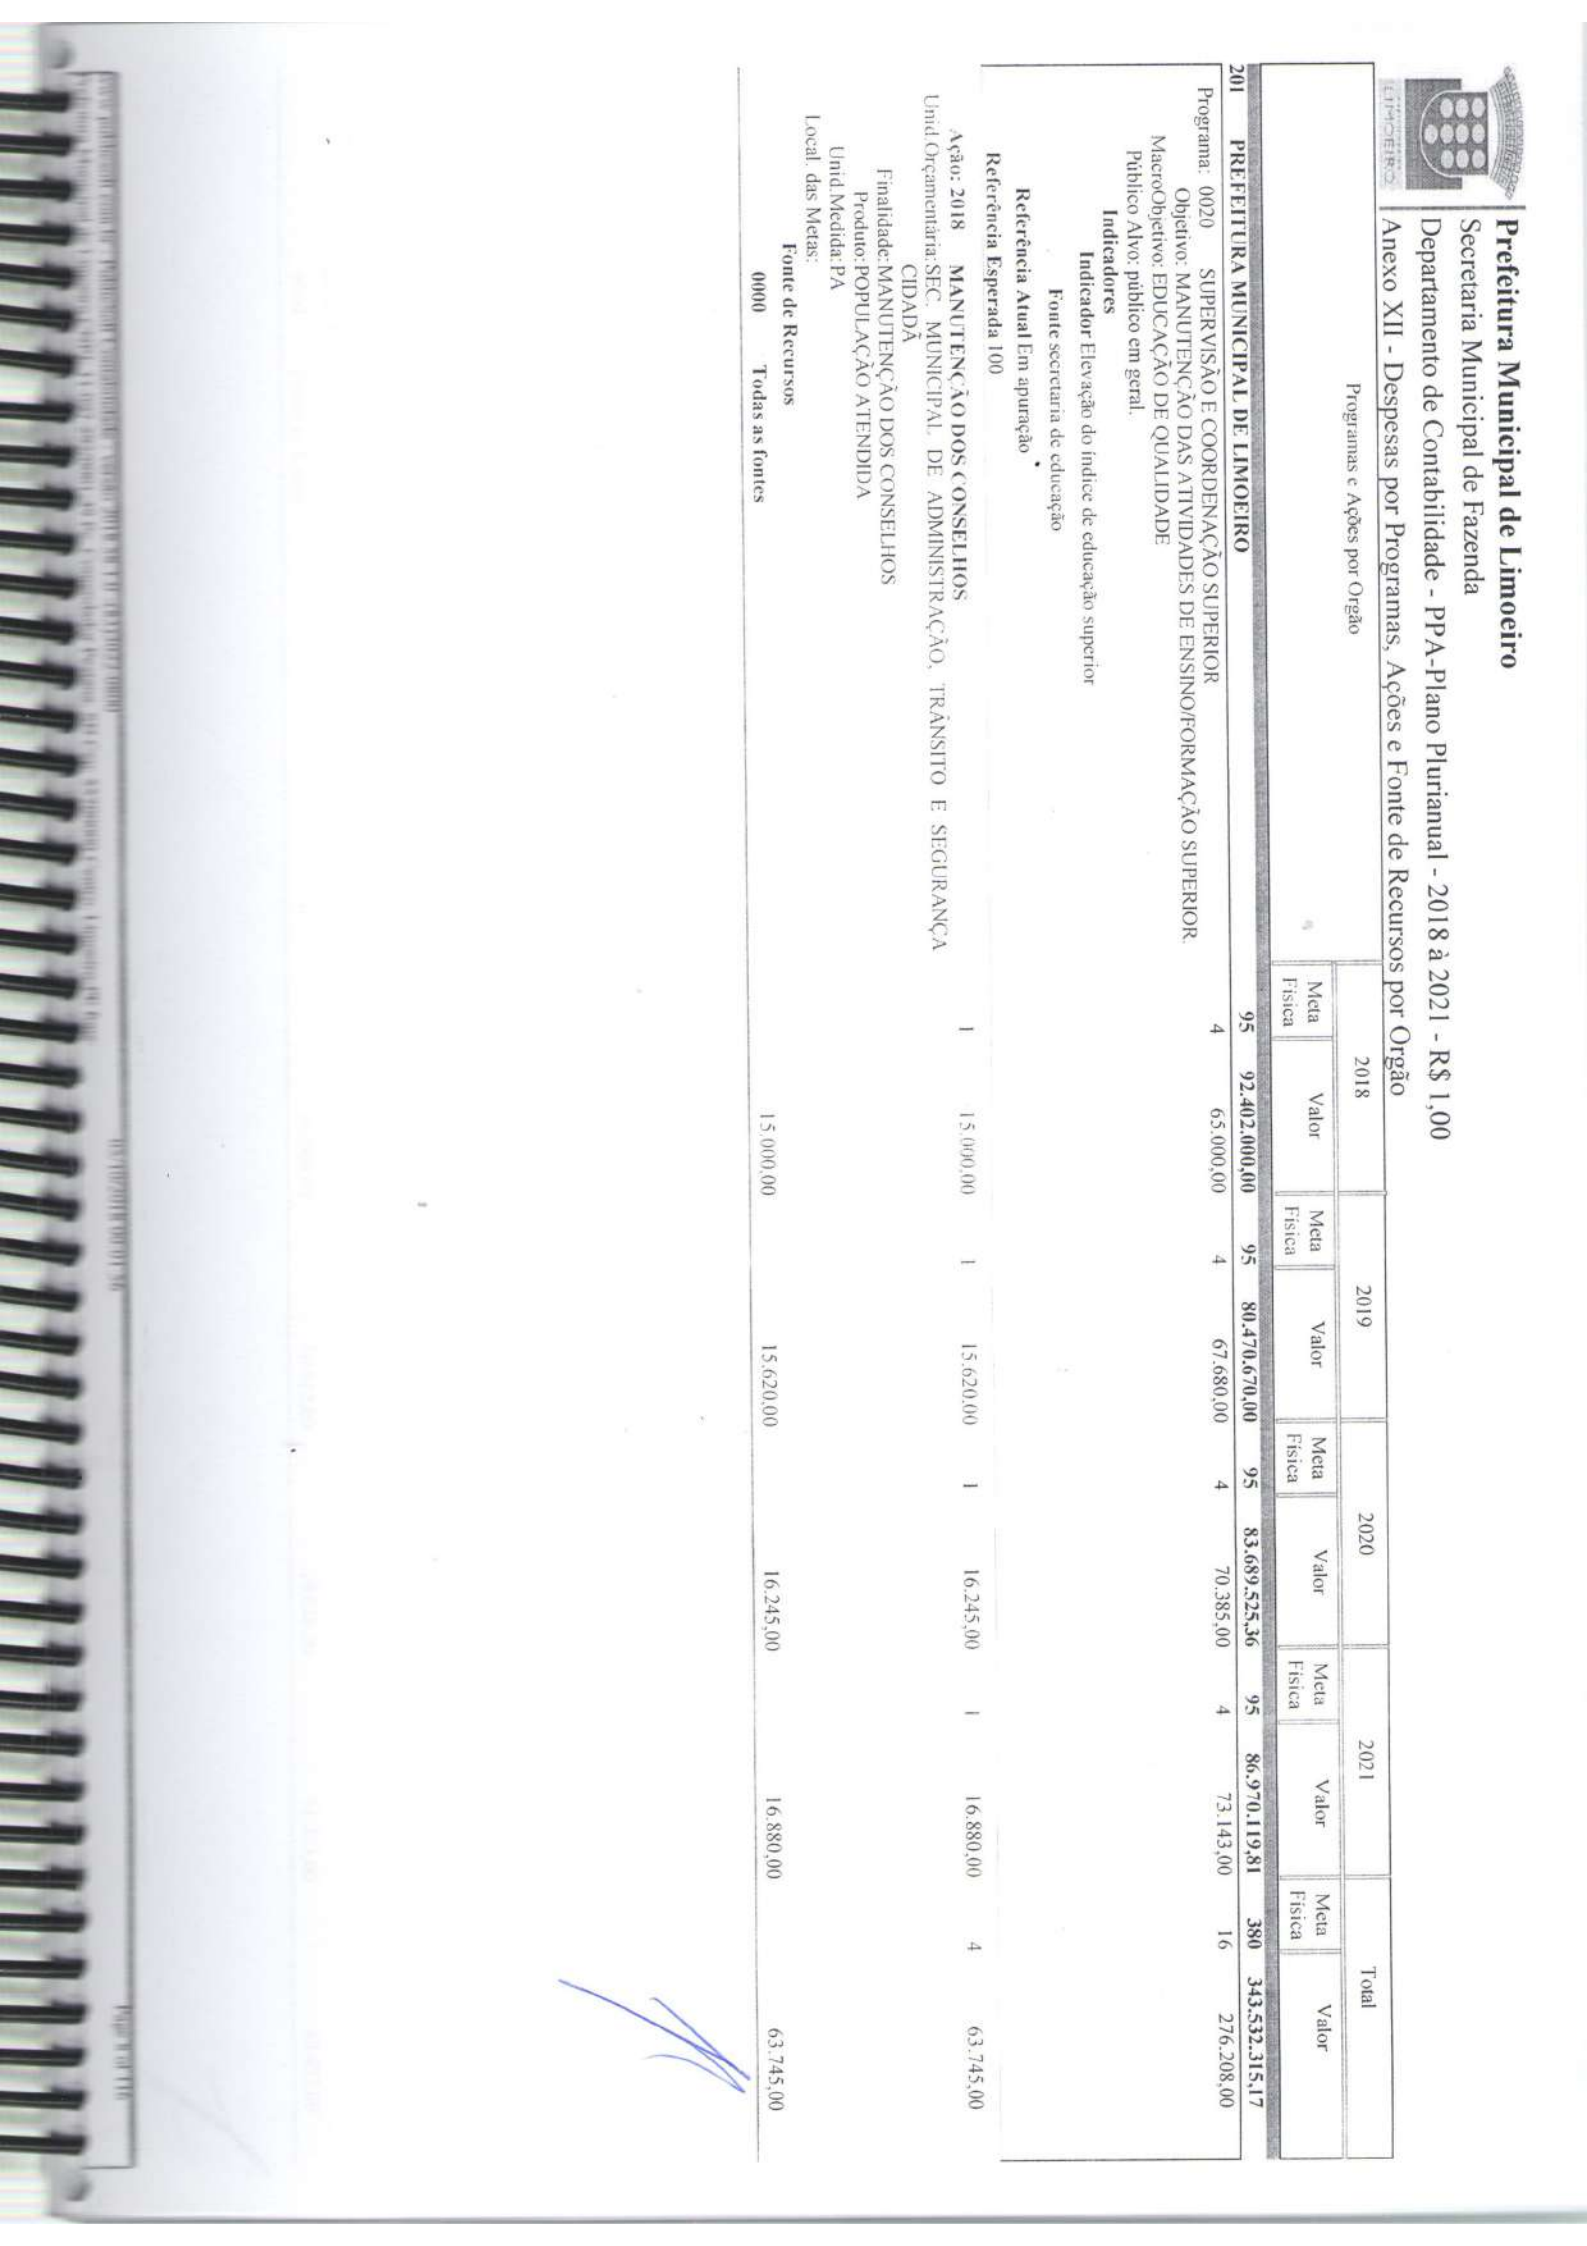 LIMOEIRO
Prefeitura Municipal de Limoeiro
Secretaria Municipal de Fazenda
Departamento de Contabilidade - PPA-Plano Plurianual - 2018 à 2021 - R$ 1,00
Anexo XII - Despesas por Programas, Ações e Fonte de Recursos por Orgão
Programas e Ações por Orgão 2018 2019 2020 2021 Total
Meta Física Valor Meta Física Valor Meta Física Valor Meta Física Valor Meta Física Valor
201 PREFEITURA MUNICIPAL DE LIMOEIRO 95 92.402.000,00 95 80.470.670,00 95 83.689.525,36 95 86.970.119,81 380 343.532.315,17
Programa: 0020 SUPERVISÃO E COORDENAÇÃO SUPERIOR 4 65.000,00 4 67.680,00 4 70.385,00 4 73.143,00 16 276.208,00
Objetivo: MANUTENÇÃO DAS ATIVIDADES DE ENSINO/FORMAÇÃO SUPERIOR.
MacroObjetivo: EDUCAÇÃO DE QUALIDADE
Público Alvo: público em geral.
Indicadores
Indicador Elevação do índice de educação superior
Fonte secretaria de educação
Referência Atual Em apuração
Referência Esperada 100
Ação: 2018 MANUTENÇÃO DOS CONSELHOS 1 15.000,00 1 15.620,00 1 16.245,00 1 16.880,00 4 63.745,00
Unid.Orçamentária: SEC. MUNICIPAL DE ADMINISTRAÇÃO, TRÂNSITO E SEGURANÇA
CIDADÃ
Finalidade: MANUTENÇÃO DOS CONSELHOS
Produto: POPULAÇÃO ATENDIDA
Unid.Medida: PA
Local. das Metas:
Fonte de Recursos
0000 Todas as fontes 15.000,00 15.620,00 16.245,00 16.880,00 63.745,00